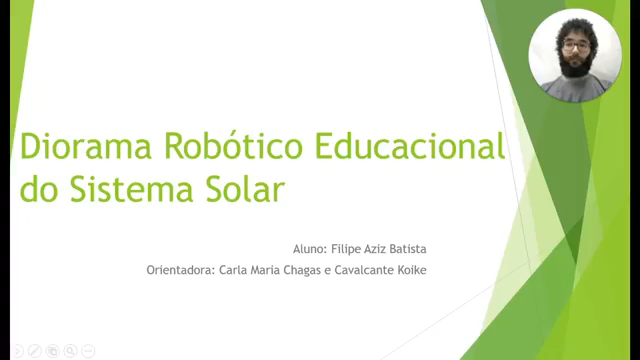 Diorama Robótico Educacional
do Sistema Solar
Aluno: Filipe Aziz Batista
Orientadora: Carla Maria Chagas e Cavalcante Koike